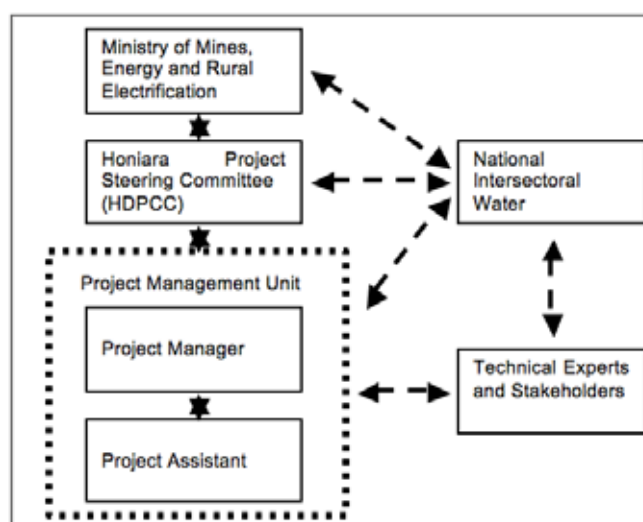 Ministry of Mines,
Energy and Rural
Electrification
Honiara Project
Steering Committee
(HDPCC)
National
Intersectoral
Water
Project Management Unit
Project Manager
Technical Experts
and Stakeholders
Project Assistant